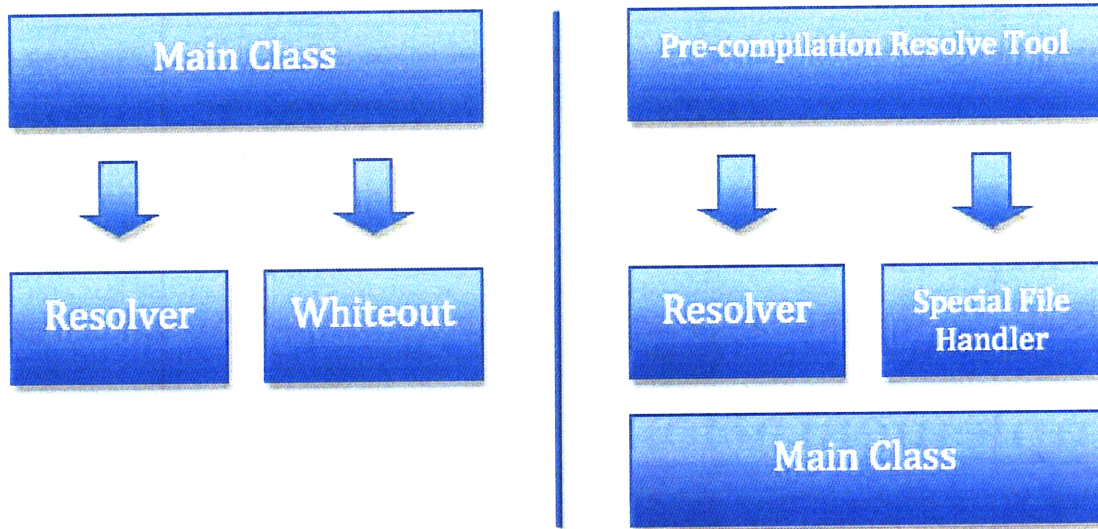 Main Class
Resolver
Whiteout
Pre-compilation Resolve Tool
Resolver
Special File
Handler
Main Class